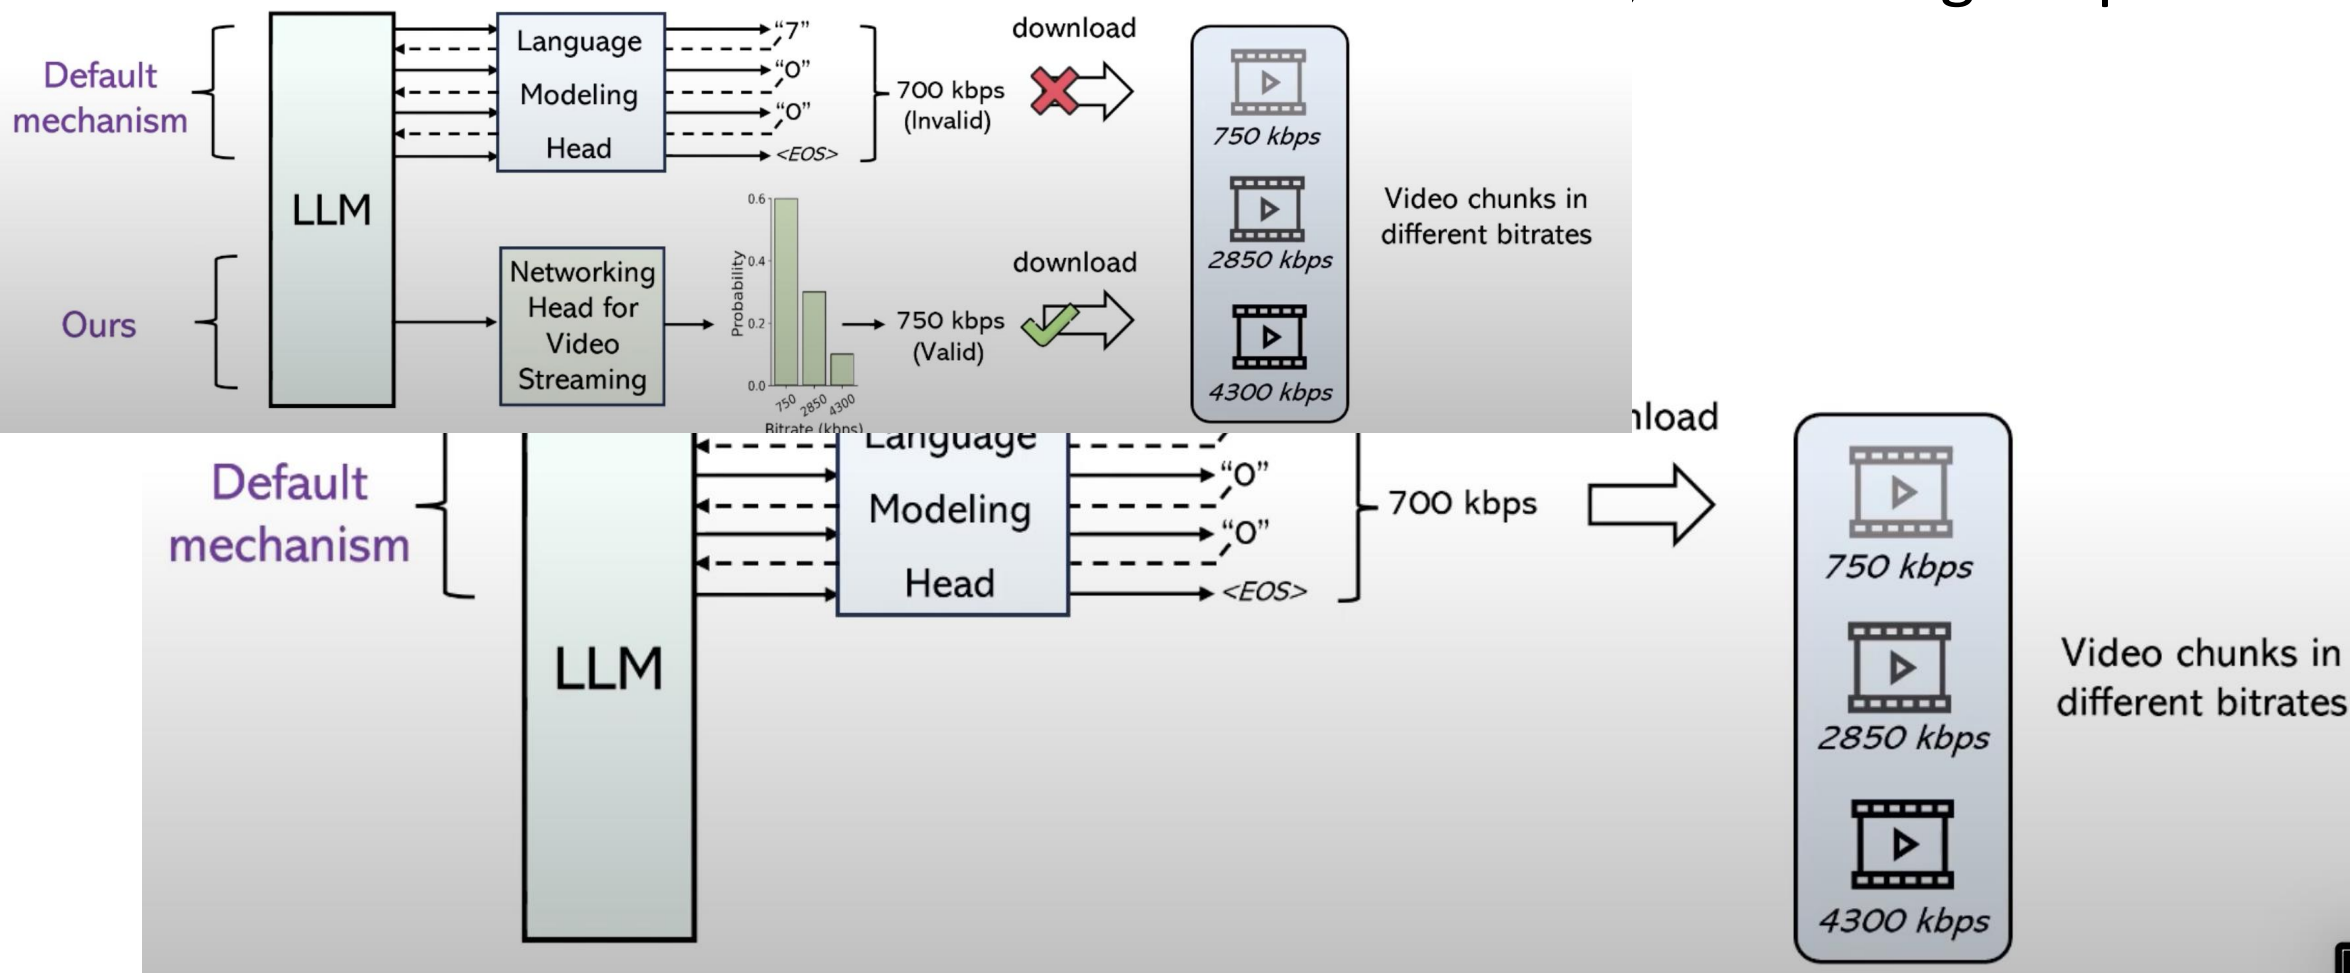 Default
mechanism
LLM
Language
Modeling
Head
“7”
“0”
“0”
<EOS>
700 kbps
(Invalid)
download
750 kbps
2850 kbps
4300 kbps
Video chunks in
different bitrates
Ours
Networking
Head for
Video
Streaming
Probability
0.6
0.4
0.2
0.0
750
2850
4300
Bitrate (kbps)
750 kbps
(Valid)
download
nload
Default
mechanism
LLM
Language
Modeling
Head
“0”
“0”
<EOS>
700 kbps
750 kbps
2850 kbps
4300 kbps
Video chunks in
different bitrates